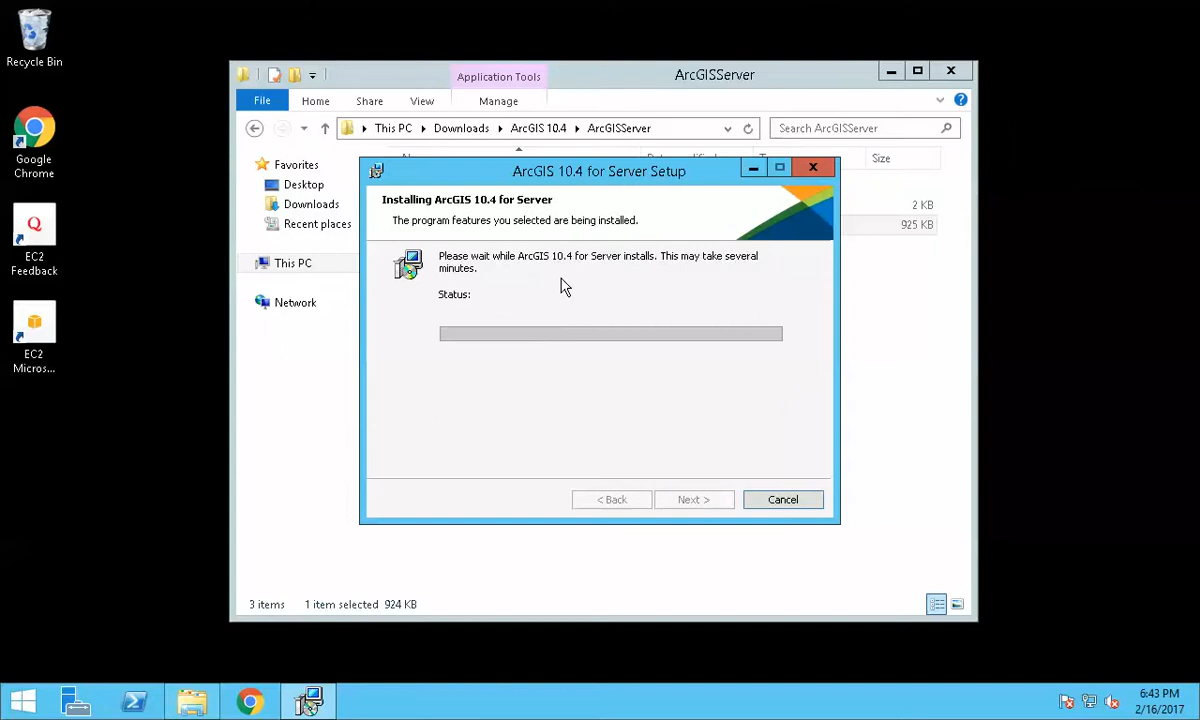 Recycle Bin
Google
Chrome
EC2
Feedback
EC2
Micros...
Application Tools
ArcGISServer
File
Home
Share
View
Manage
This PC
Downloads
ArcGIS 10.4
ArcGISServer
Search ArcGISServer
Size
Favorites
Desktop
Downloads
Recent places
This PC
Network
2 KB
925 KB
ArcGIS 10.4 for Server Setup
Installing ArcGIS 10.4 for Server
The program features you selected are being installed.
Please wait while ArcGIS 10.4 for Server installs. This may take several
minutes.
Status:
< Back
Next >
Cancel
3 items
1 item selected 924 KB
6:43 PM
2/16/2017